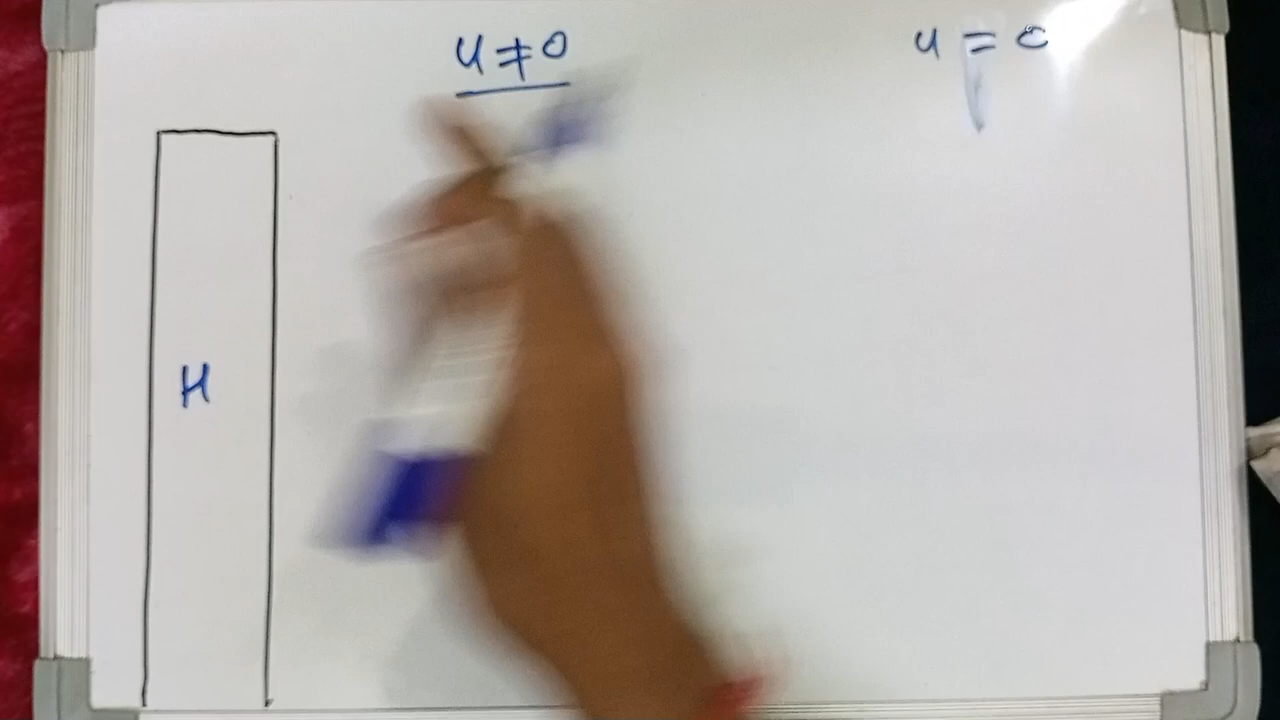 u ≠ 0
u = 0
H